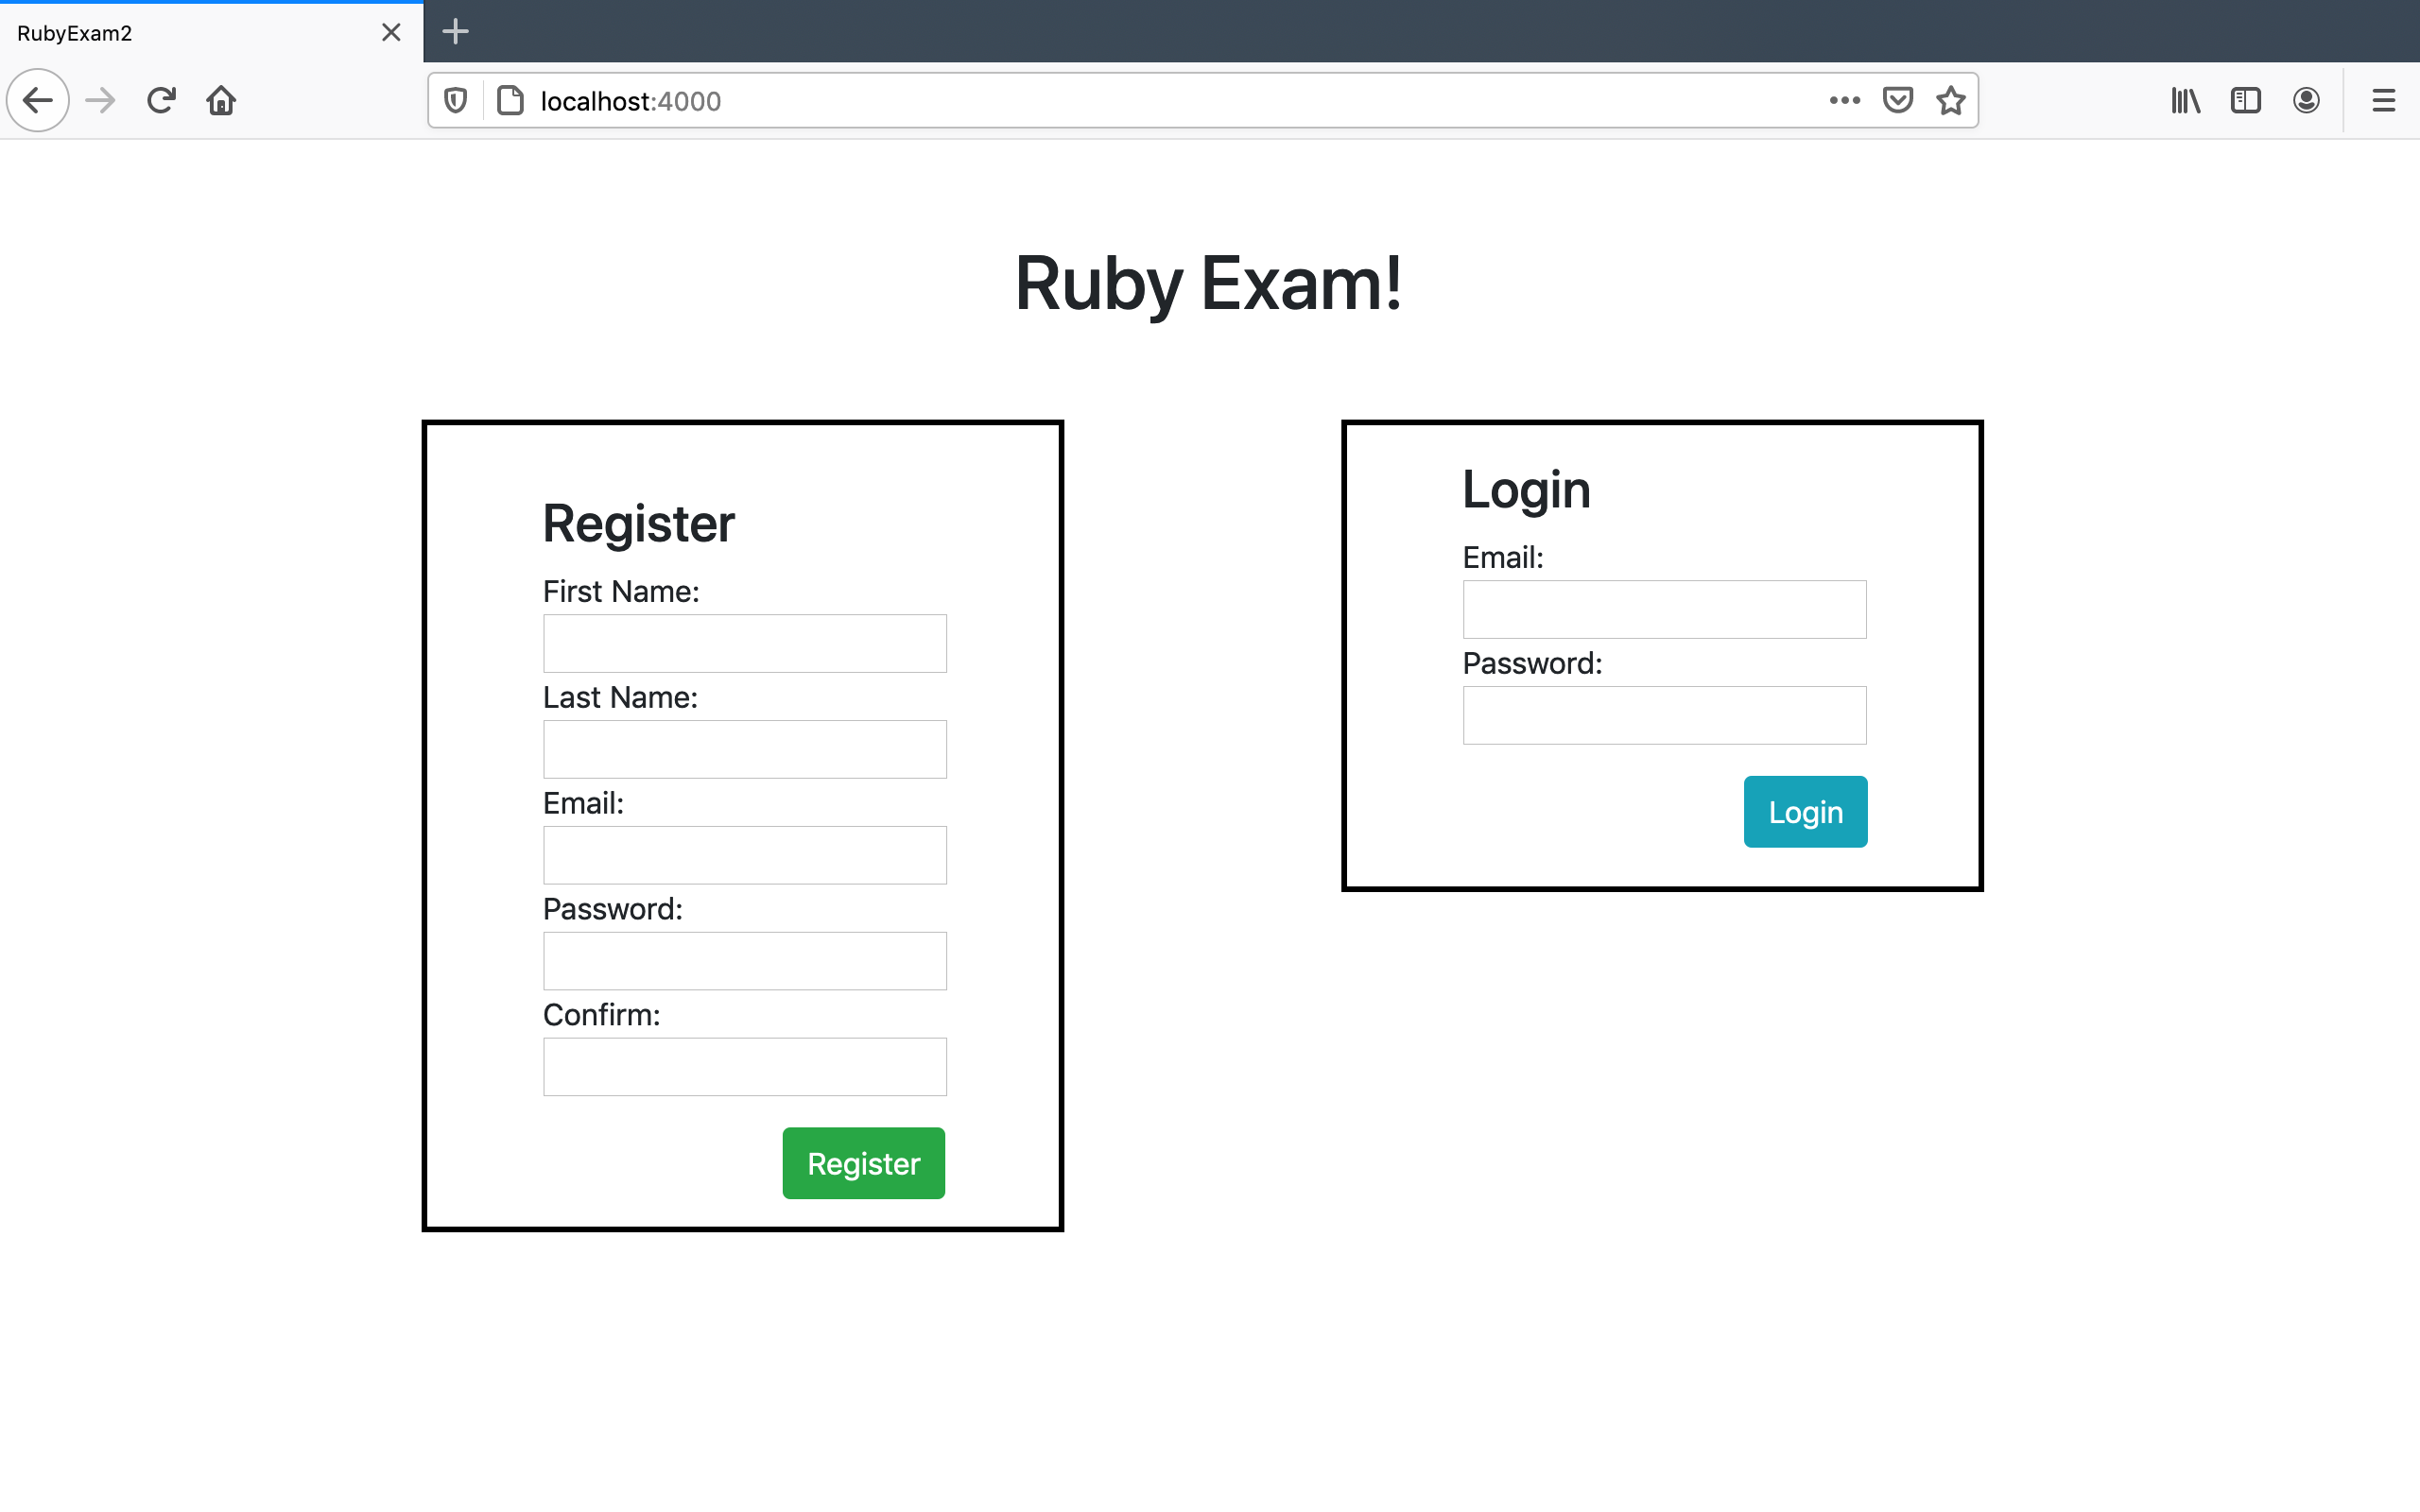 RubyExam2
localhost:4000
Ruby Exam!
Register
First Name:
Last Name:
Email:
Password:
Confirm:
Register
Login
Email:
Password:
Login